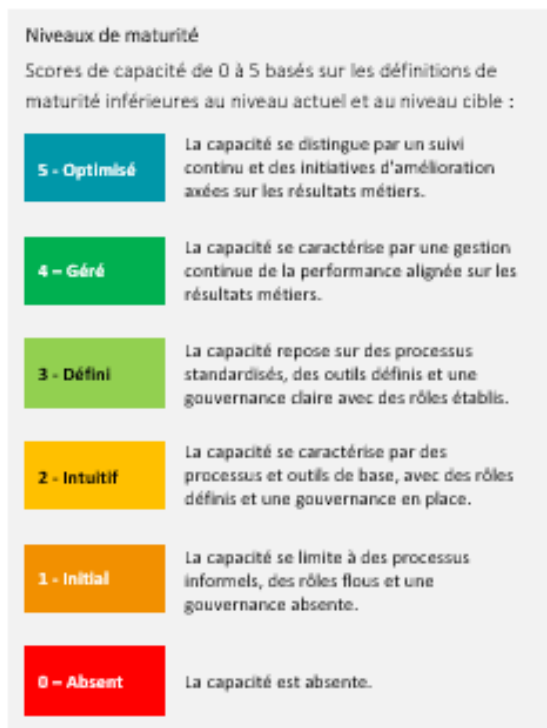 Niveaux de maturité
Scores de capacité de 0 à 5 basés sur les définitions de
maturité inférieures au niveau actuel et au niveau cible :
5 - Optimisé
La capacité se distingue par un suivi
continu et des initiatives d'amélioration
axées sur les résultats métiers.
4 – Géré
La capacité se caractérise par une gestion
continue de la performance alignée sur les
résultats métiers.
3 - Défini
La capacité repose sur des processus
standardisés, des outils définis et une
gouvernance claire avec des rôles établis.
2 - Intuitif
La capacité se caractérise par des
processus et outils de base, avec des rôles
définis et une gouvernance en place.
1 - Initial
La capacité se limite à des processus
informels, des rôles flous et une
gouvernance absente.
0 – Absent
La capacité est absente.